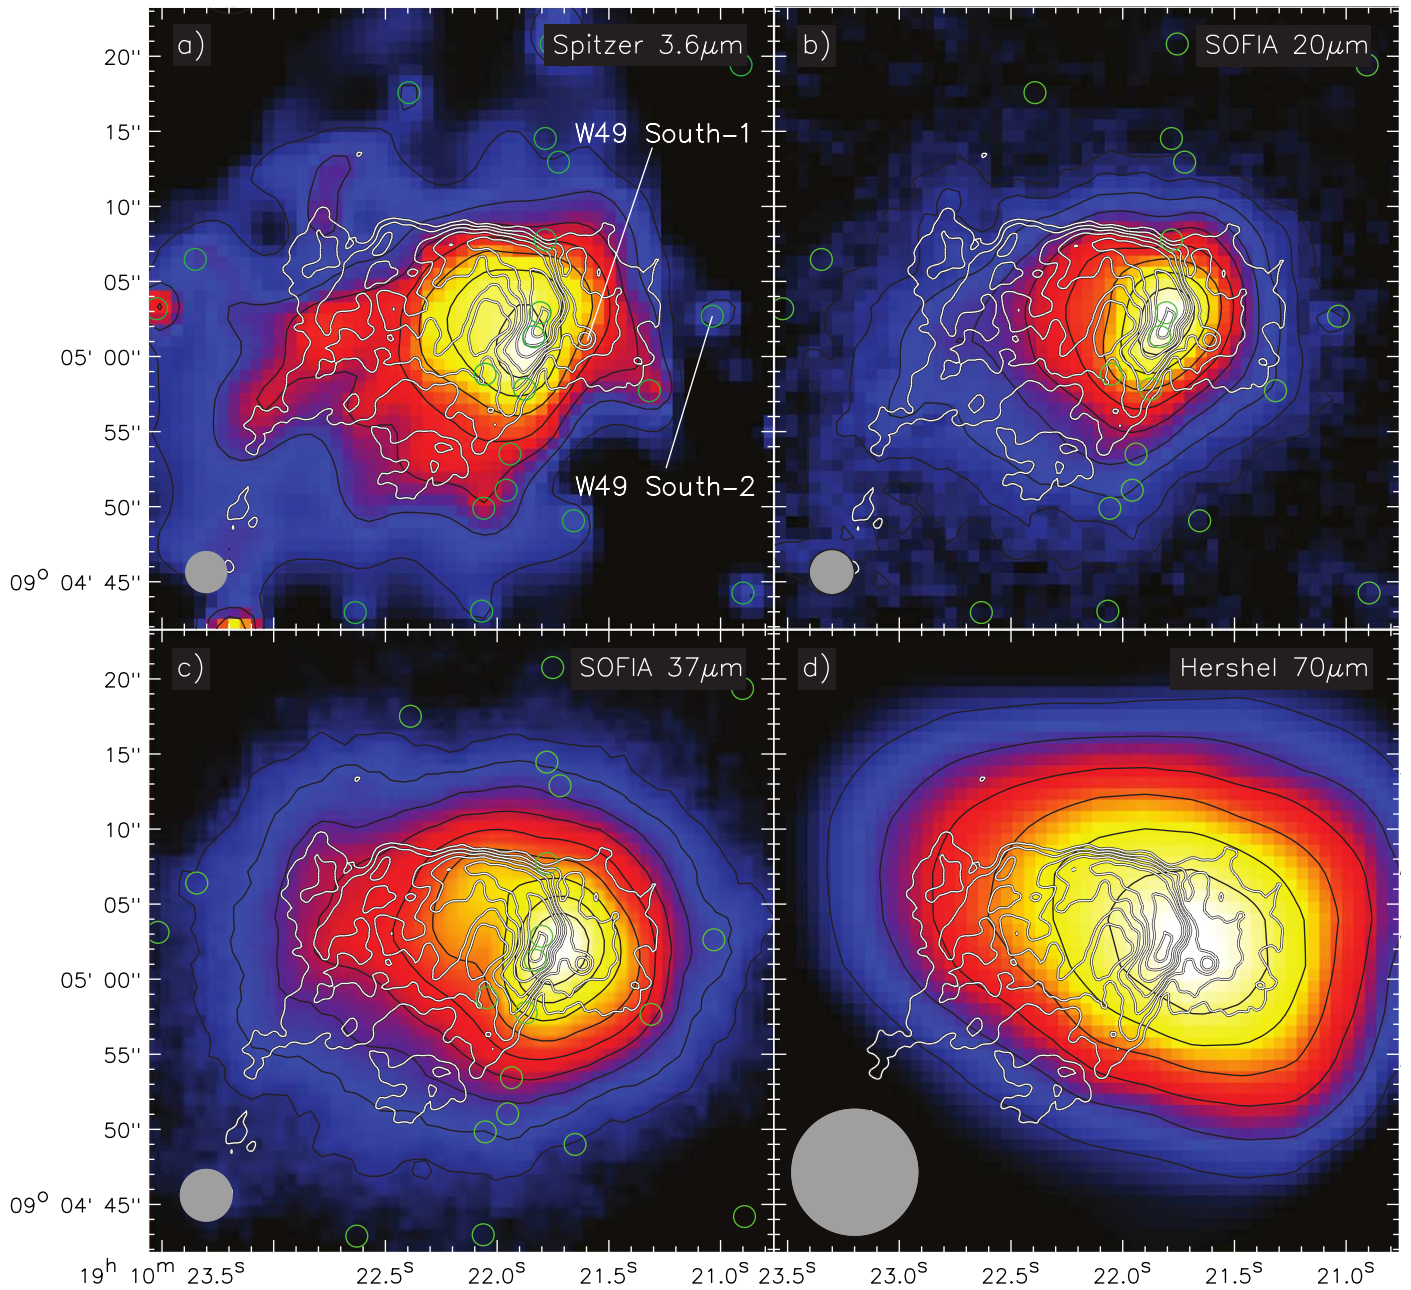 a) Spitzer 3.6μm
b) SOFIA 20μm
20"
15"
W49 South-1
10"
05"
05' 00"
55"
W49 South-2
50"
09° 04' 45"
c) SOFIA 37μm
d) Hershel 70μm
20"
15"
10"
05"
05' 00"
55"
50"
09° 04' 45"
19ʰ 10ᵐ 23.5ˢ 22.5ˢ 22.0ˢ 21.5ˢ 21.0ˢ 23.5ˢ 23.0ˢ 22.5ˢ 22.0ˢ 21.5ˢ 21.0ˢ